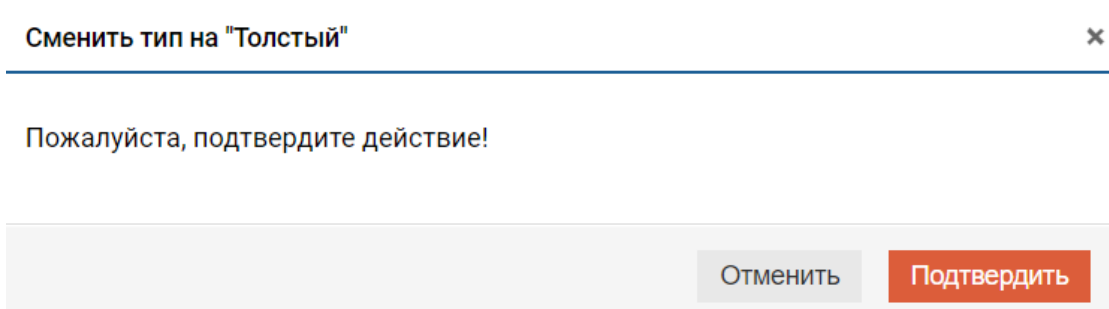 Сменить тип на "Толстый"
Пожалуйста, подтвердите действие!
Отменить Подтвердить